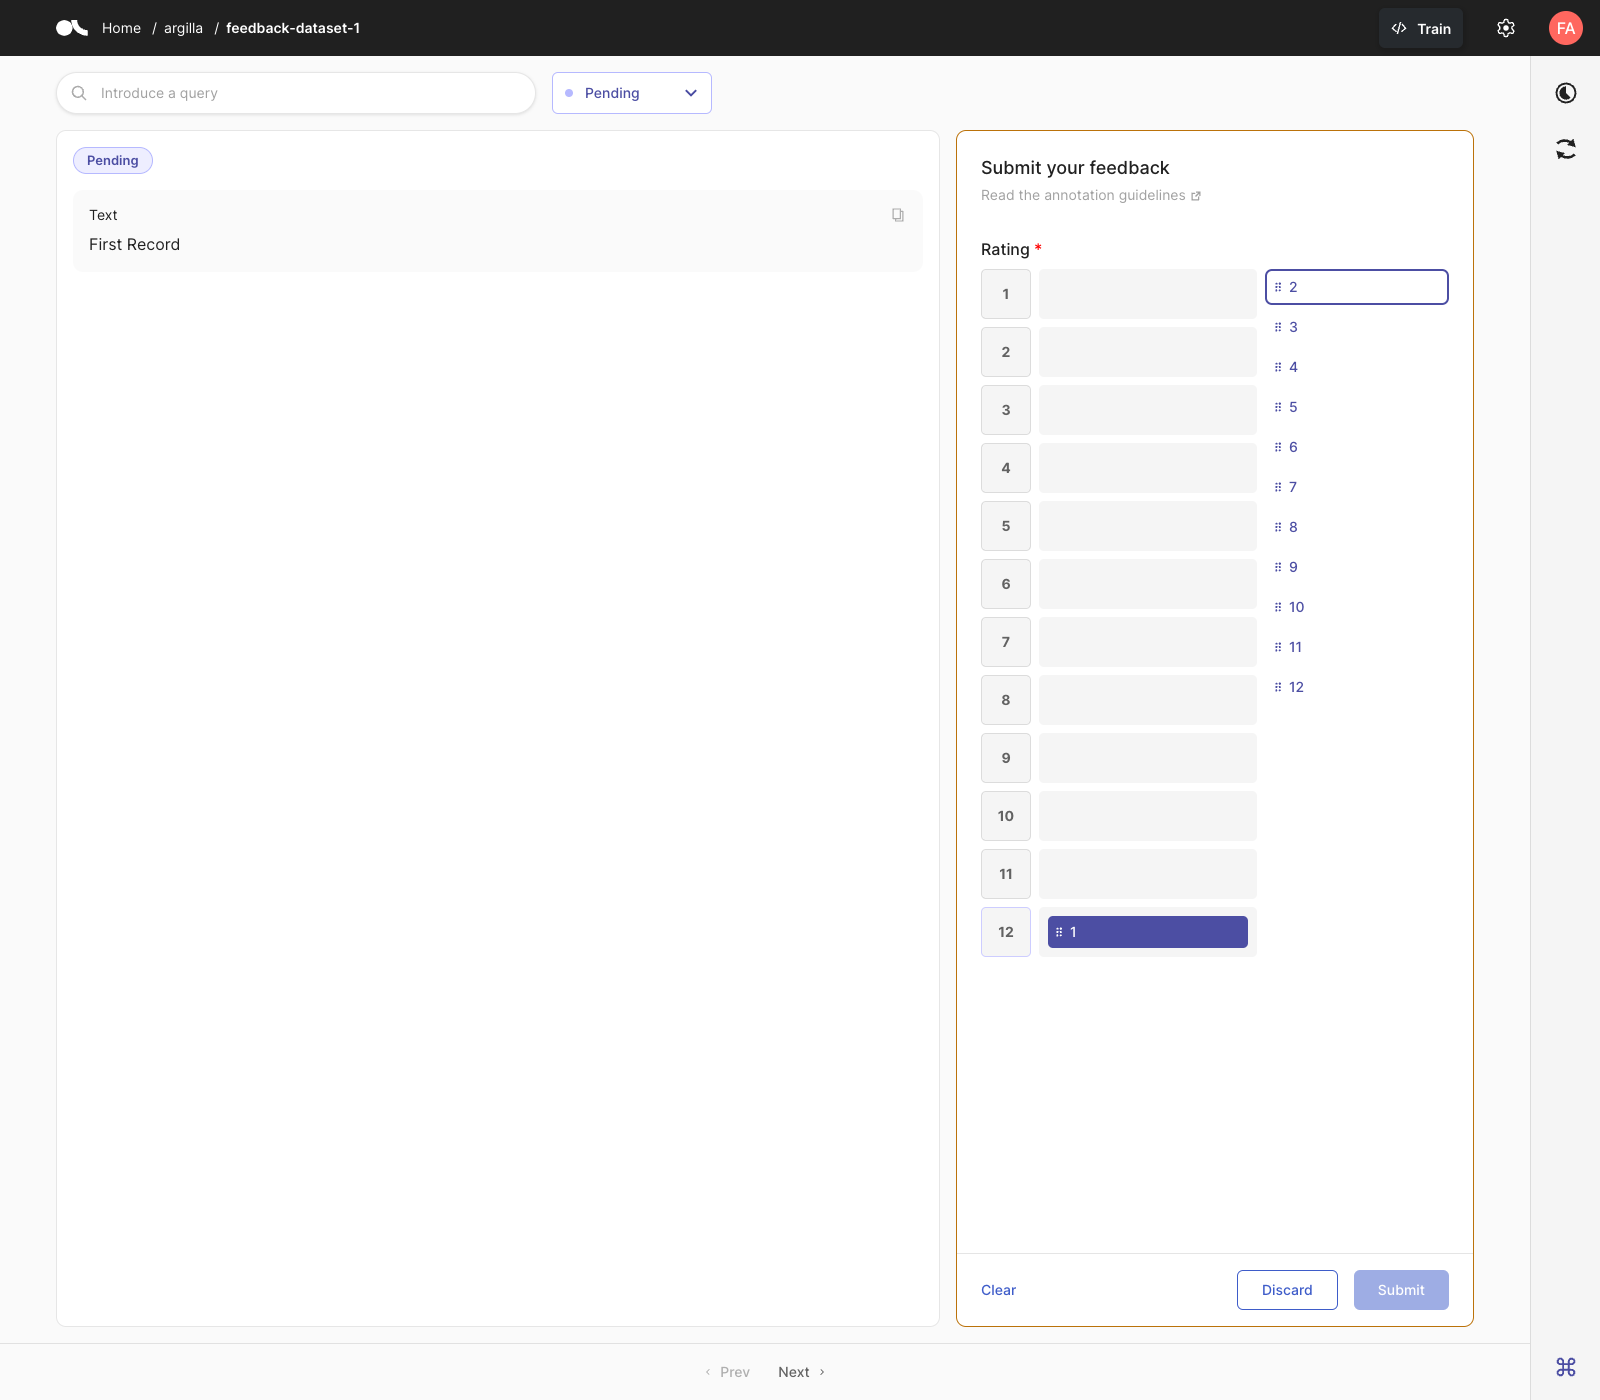 Home / argilla / feedback-dataset-1
Train
FA
Introduce a query
Pending
Pending
Text
First Record
Submit your feedback
Read the annotation guidelines
Rating *
1
2
3
4
5
6
7
8
9
10
11
12
1
2
3
4
5
6
7
8
9
10
11
12
Clear
Discard
Submit
Prev
Next